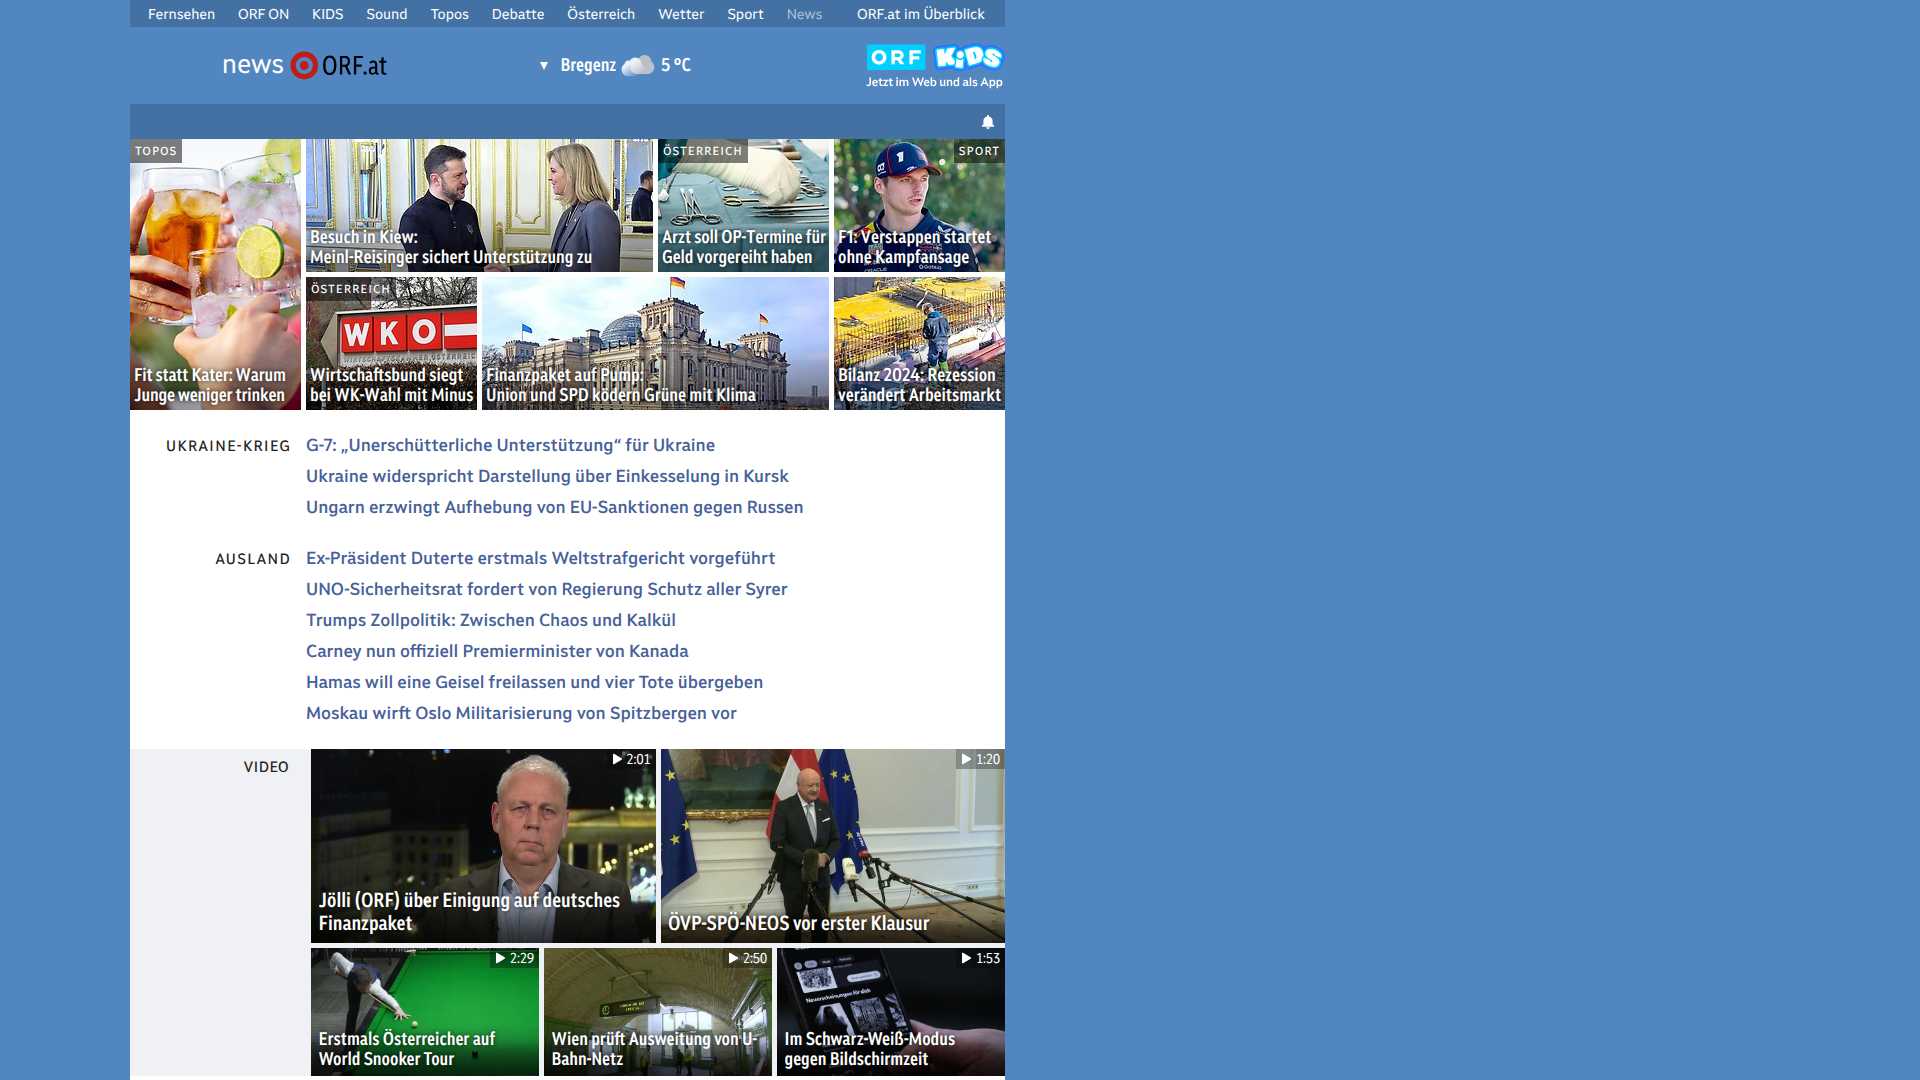 Fernsehen ORF ON KIDS Sound Topos Debatte Österreich Wetter Sport News ORF.at im Überblick
news ORF.at
▼ Bregenz 5 °C
ORF KiDS
Jetzt im Web und als App
TOPOS
Fit statt Kater: Warum
Junge weniger trinken
Besuch in Kiew:
Meinl-Reisinger sichert Unterstützung zu
ÖSTERREICH
Arzt soll OP-Termine für
Geld vorgereiht haben
SPORT
F1: Verstappen startet
ohne Kampfansage
ÖSTERREICH
WKO
Wirtschaftsbund siegt
bei WK-Wahl mit Minus
Finanzpaket auf Pump:
Union und SPD ködern Grüne mit Klima
Bilanz 2024: Rezession
verändert Arbeitsmarkt
UKRAINE-KRIEG
G-7: „Unerschütterliche Unterstützung“ für Ukraine
Ukraine widerspricht Darstellung über Einkesselung in Kursk
Ungarn erzwingt Aufhebung von EU-Sanktionen gegen Russen
AUSLAND
Ex-Präsident Duterte erstmals Weltstrafgericht vorgeführt
UNO-Sicherheitsrat fordert von Regierung Schutz aller Syrer
Trumps Zollpolitik: Zwischen Chaos und Kalkül
Carney nun offiziell Premierminister von Kanada
Hamas will eine Geisel freilassen und vier Tote übergeben
Moskau wirft Oslo Militarisierung von Spitzbergen vor
VIDEO
2:01
Jölli (ORF) über Einigung auf deutsches
Finanzpaket
1:20
ÖVP-SPÖ-NEOS vor erster Klausur
2:29
Erstmals Österreicher auf
World Snooker Tour
2:50
Wien prüft Ausweitung von U-
Bahn-Netz
1:53
Neuerscheinungen für dich
Im Schwarz-Weiß-Modus
gegen Bildschirmzeit